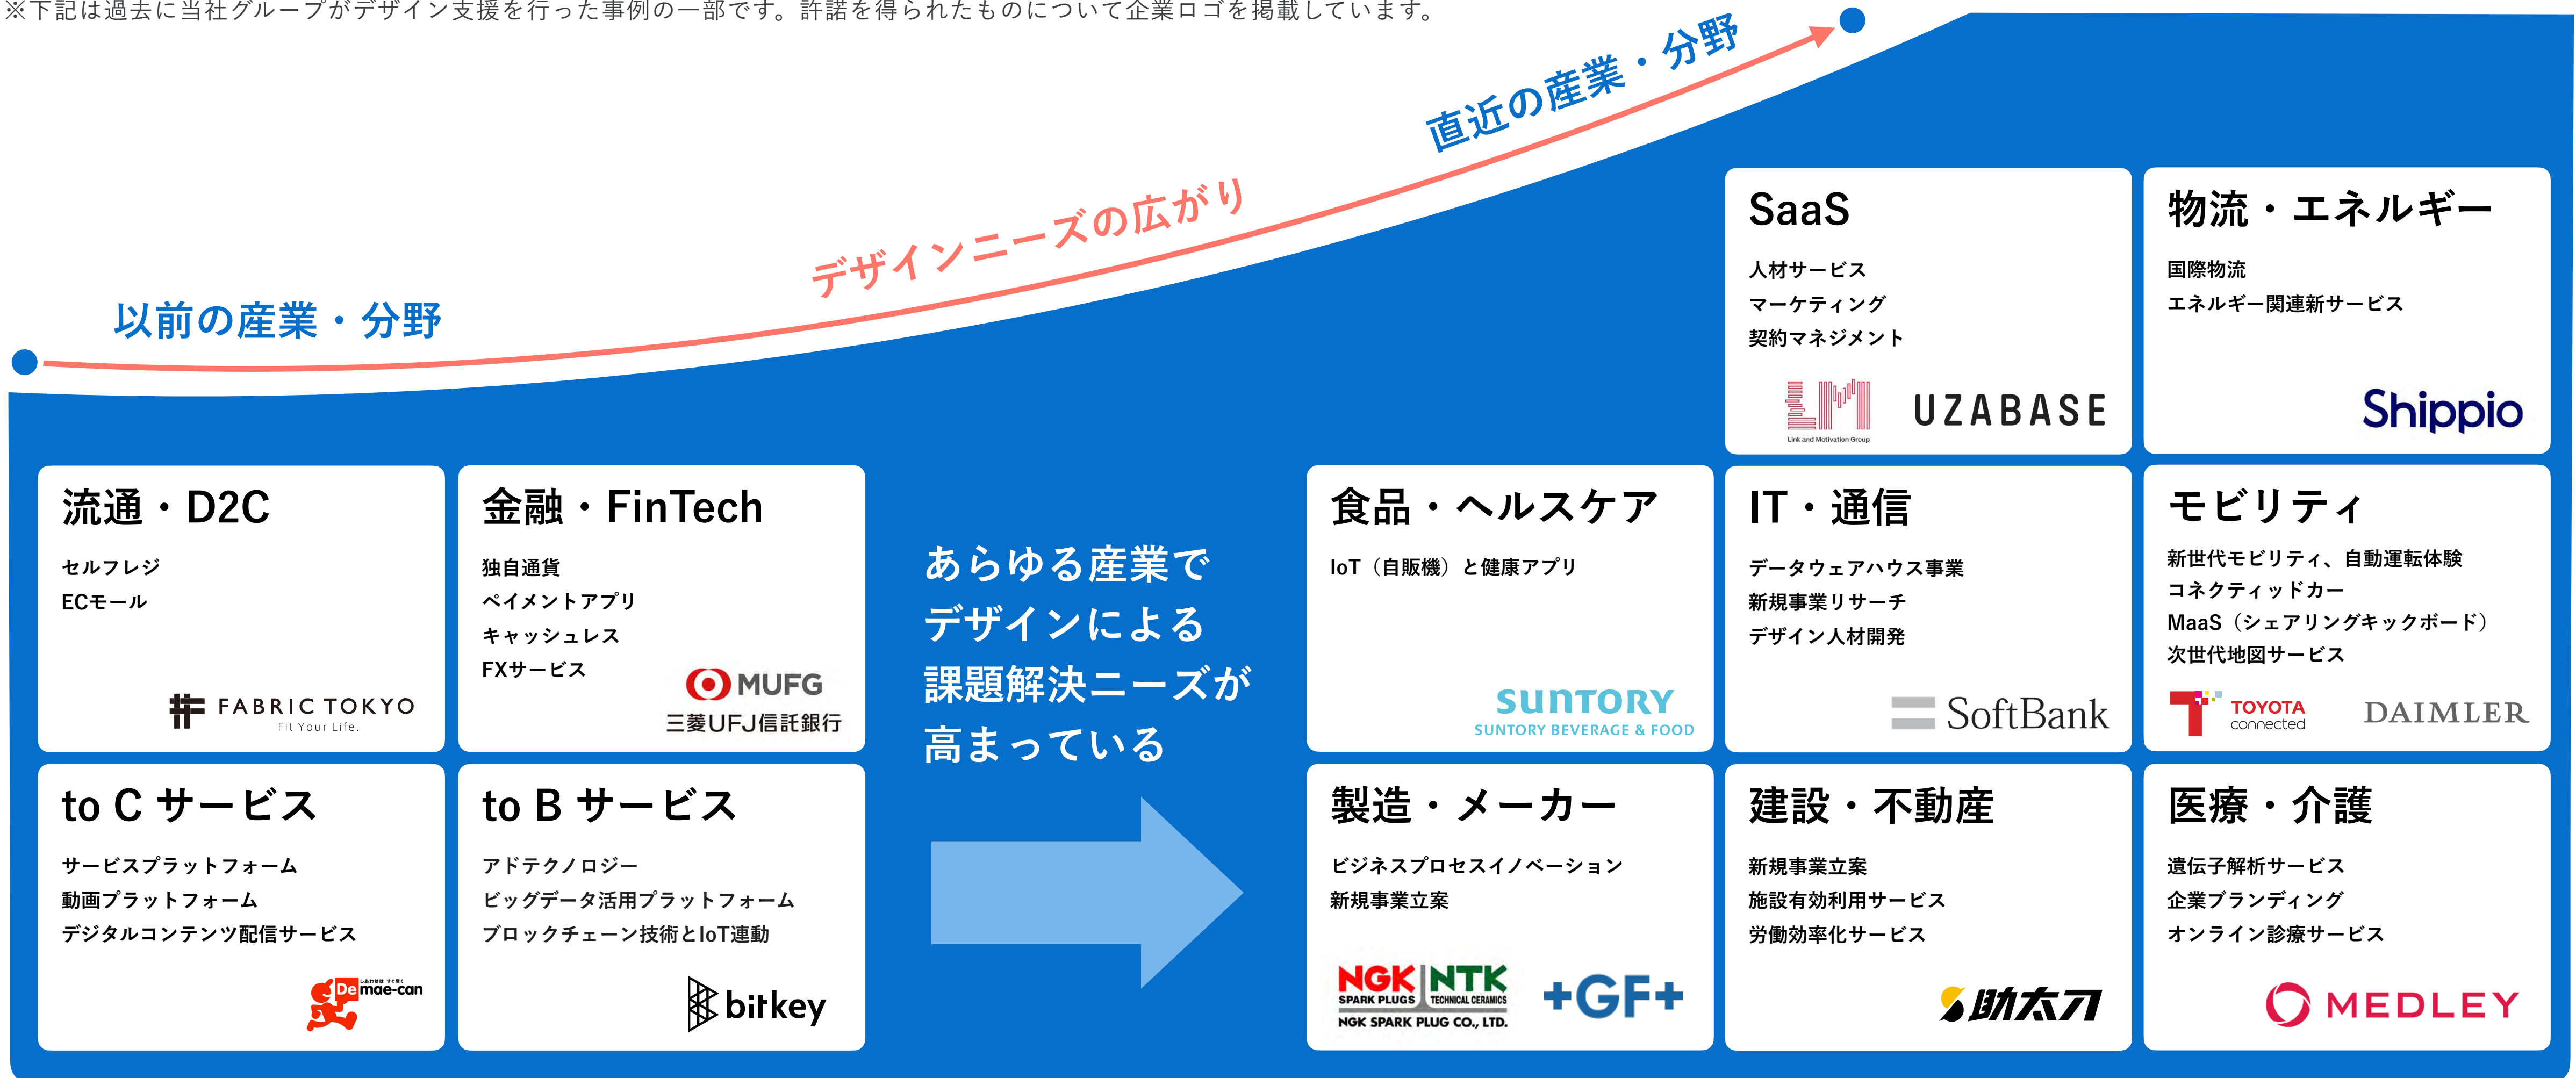 ※下記は過去に当社グループがデザイン支援を行った事例の一部です。許諾を得られたものについて企業ロゴを掲載しています。
以前の産業・分野
デザインニーズの広がり
直近の産業・分野
流通・D2C
セルフレジ
ECモール
FABRIC TOKYO
Fit Your Life.
金融・FinTech
独自通貨
ペイメントアプリ
キャッシュレス
FXサービス
MUFG
三菱UFJ信託銀行
to C サービス
サービスプラットフォーム
動画プラットフォーム
デジタルコンテンツ配信サービス
しあわせは すぐ届く
Demae-can
to B サービス
アドテクノロジー
ビッグデータ活用プラットフォーム
ブロックチェーン技術とIoT連動
bitkey
あらゆる産業で
デザインによる
課題解決ニーズが
高まっている
SaaS
人材サービス
マーケティング
契約マネジメント
LM
Link and Motivation Group
UZABASE
物流・エネルギー
国際物流
エネルギー関連新サービス
Shippio
食品・ヘルスケア
IoT（自販機）と健康アプリ
SUNTORY
SUNTORY BEVERAGE & FOOD
IT・通信
データウェアハウス事業
新規事業リサーチ
デザイン人材開発
SoftBank
モビリティ
新世代モビリティ、自動運転体験
コネクティッドカー
MaaS（シェアリングキックボード）
次世代地図サービス
TOYOTA
connected
DAIMLER
製造・メーカー
ビジネスプロセスイノベーション
新規事業立案
NGK NTK
SPARK PLUGS TECHNICAL CERAMICS
NGK SPARK PLUG CO., LTD.
+GF+
建設・不動産
新規事業立案
施設有効利用サービス
労働効率化サービス
助太刀
医療・介護
遺伝子解析サービス
企業ブランディング
オンライン診療サービス
MEDLEY